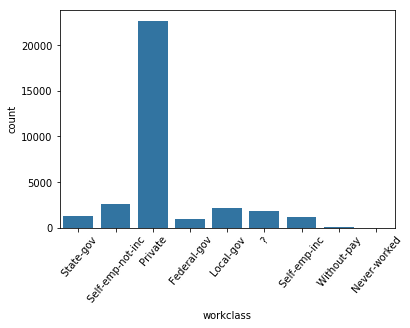 20000
15000
10000
5000
0
count
State-gov
Self-emp-not-inc
Private
Federal-gov
Local-gov
?
Self-emp-inc
Without-pay
Never-worked
workclass